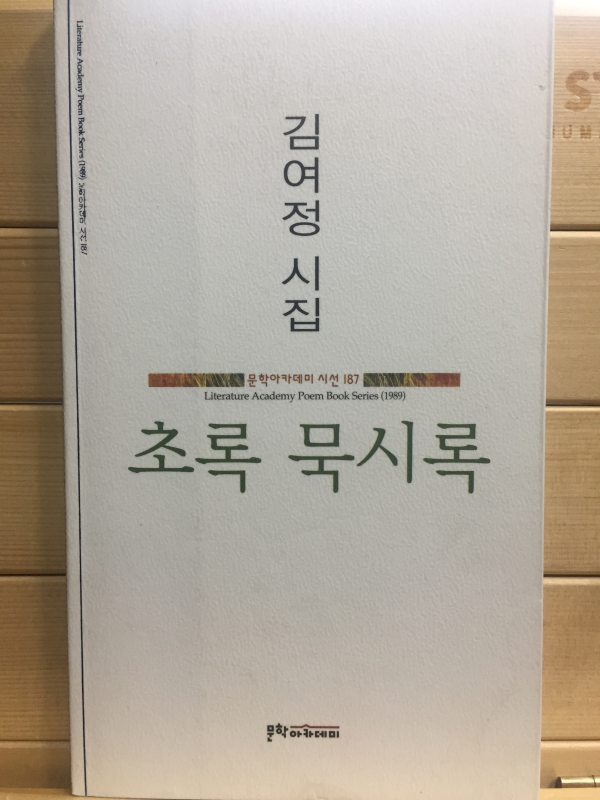 Literature Academy Poem Book Series (1989) 문학아카데미 시선 187
김여정 시집
문학아카데미 시선 187
Literature Academy Poem Book Series (1989)
초록 묵시록
문학아카데미
ST
UMA